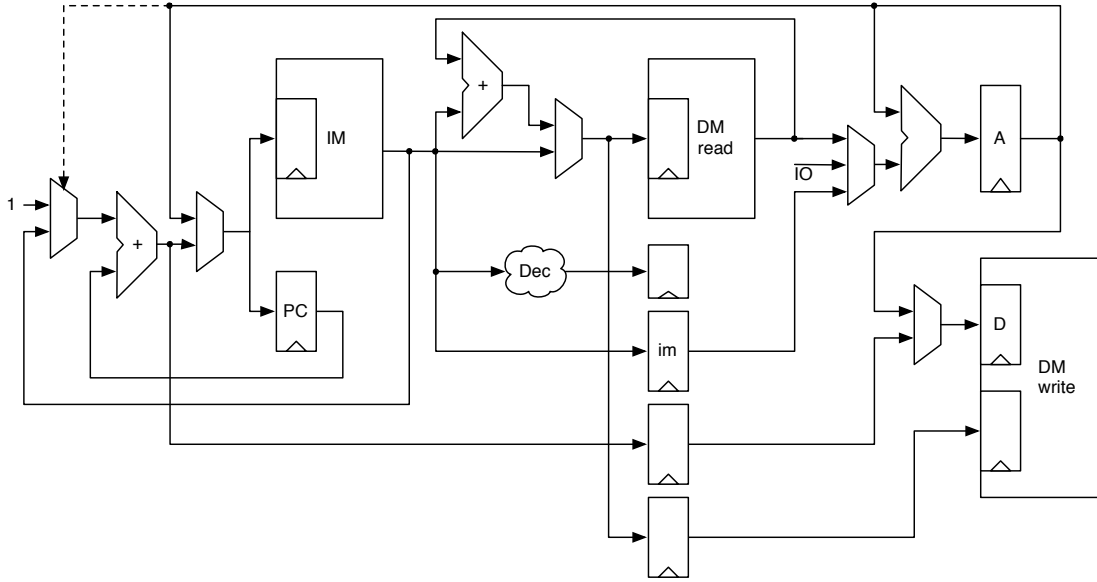 +
IM
DM
read
A
IO
1
+
Dec
PC
im
D
DM
write